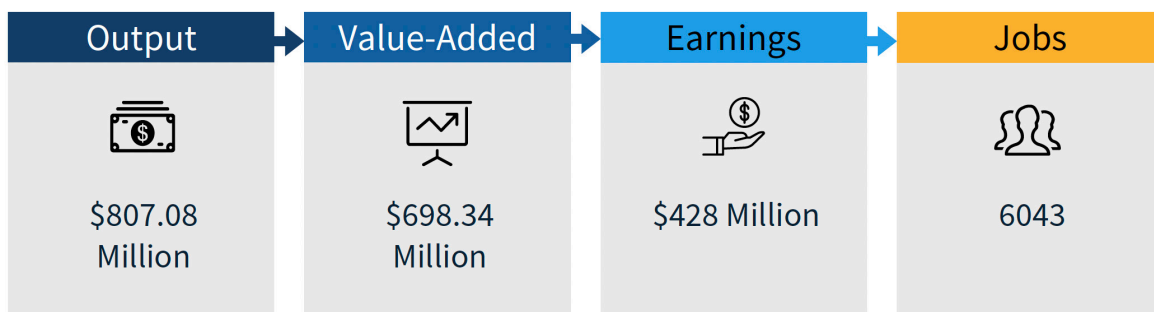 Output
Value-Added
Earnings
Jobs
$
$
$807.08
Million
$698.34
Million
$428 Million
6043